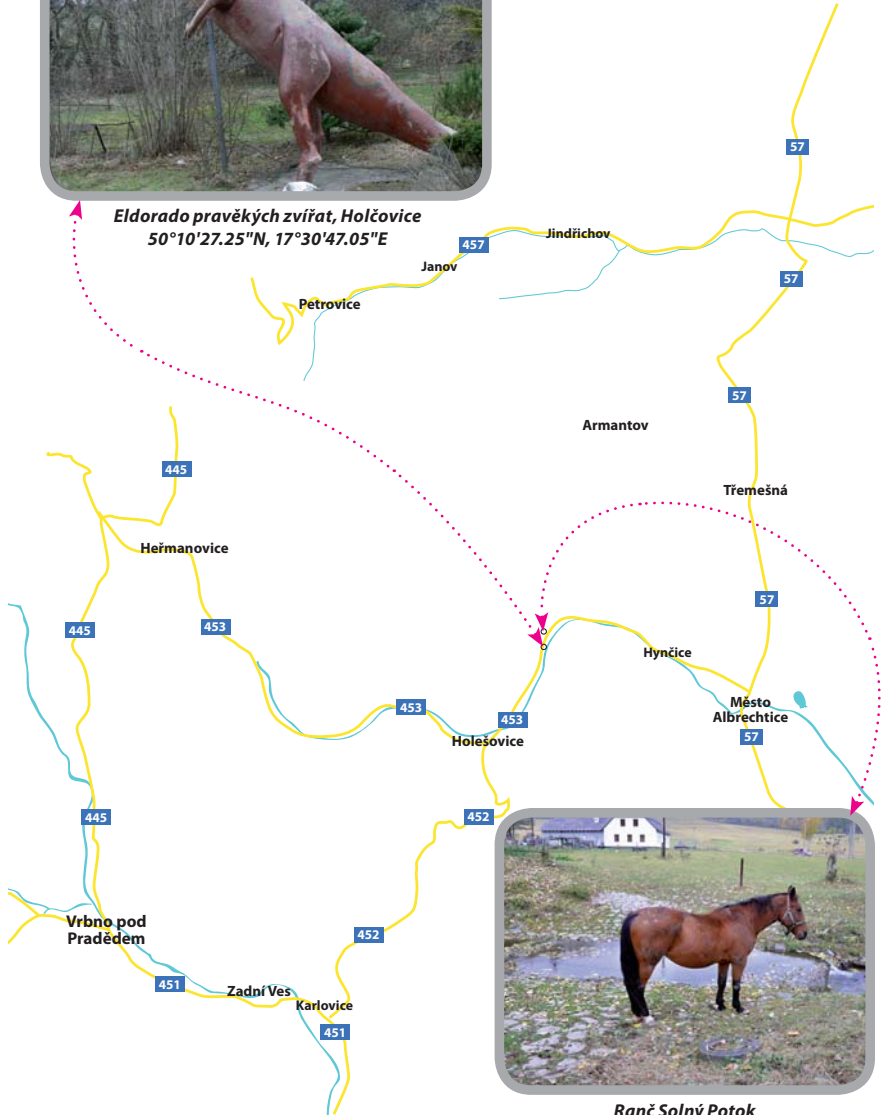 57
Eldorado pravěkých zvířat, Holčovice
50°10'27.25"N, 17°30'47.05"E
Jindřichov
457
Janov
57
Petrovice
57
Armantov
445
Třemešná
Heřmanovice
57
445
453
Hynčice
Město
Albrechtice
453
453
57
Holešovice
445
452
Vrbno pod
Pradědem
452
451
Zadní Ves
Karlovice
451
Ranč Solný Potok